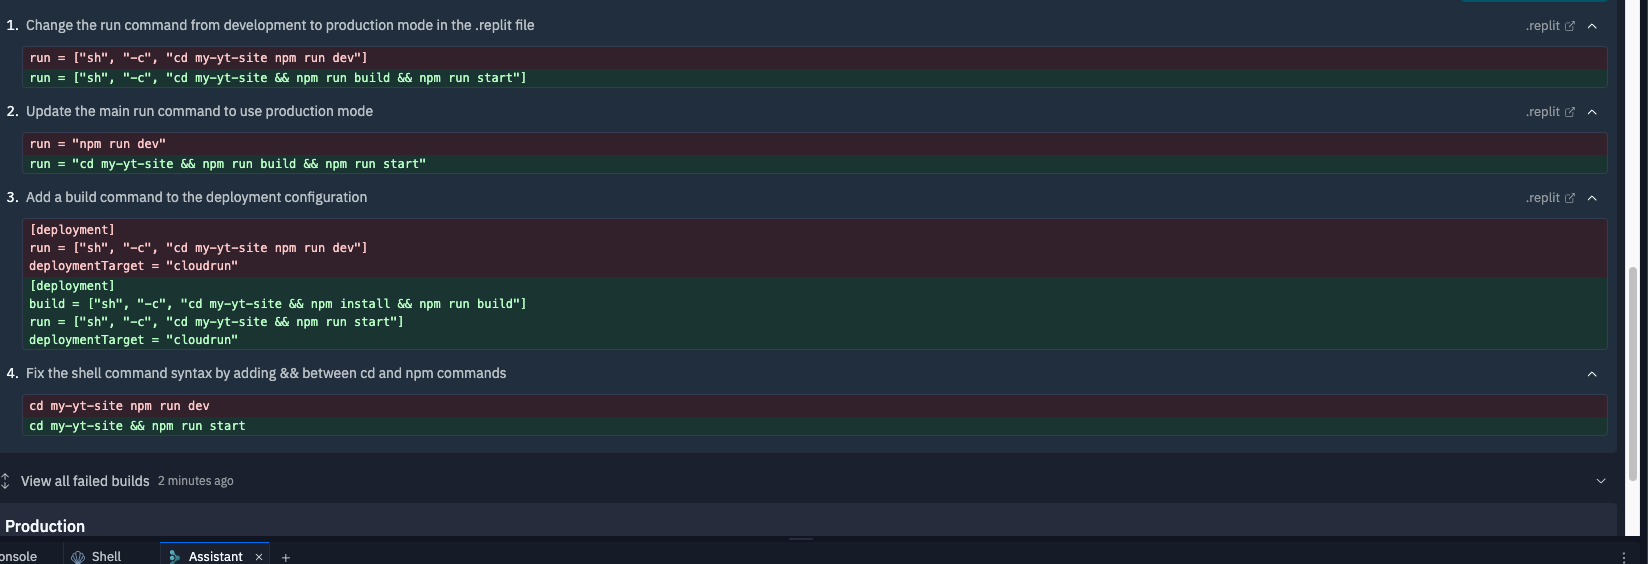 1. Change the run command from development to production mode in the .replit file
.replit
run = ["sh", "-c", "cd my-yt-site npm run dev"]
run = ["sh", "-c", "cd my-yt-site && npm run build && npm run start"]
2. Update the main run command to use production mode
.replit
run = "npm run dev"
run = "cd my-yt-site && npm run build && npm run start"
3. Add a build command to the deployment configuration
.replit
[deployment]
run = ["sh", "-c", "cd my-yt-site npm run dev"]
deploymentTarget = "cloudrun"
[deployment]
build = ["sh", "-c", "cd my-yt-site && npm install && npm run build"]
run = ["sh", "-c", "cd my-yt-site && npm run start"]
deploymentTarget = "cloudrun"
4. Fix the shell command syntax by adding && between cd and npm commands
cd my-yt-site npm run dev
cd my-yt-site && npm run start
View all failed builds 2 minutes ago
Production
onsole Shell Assistant × +